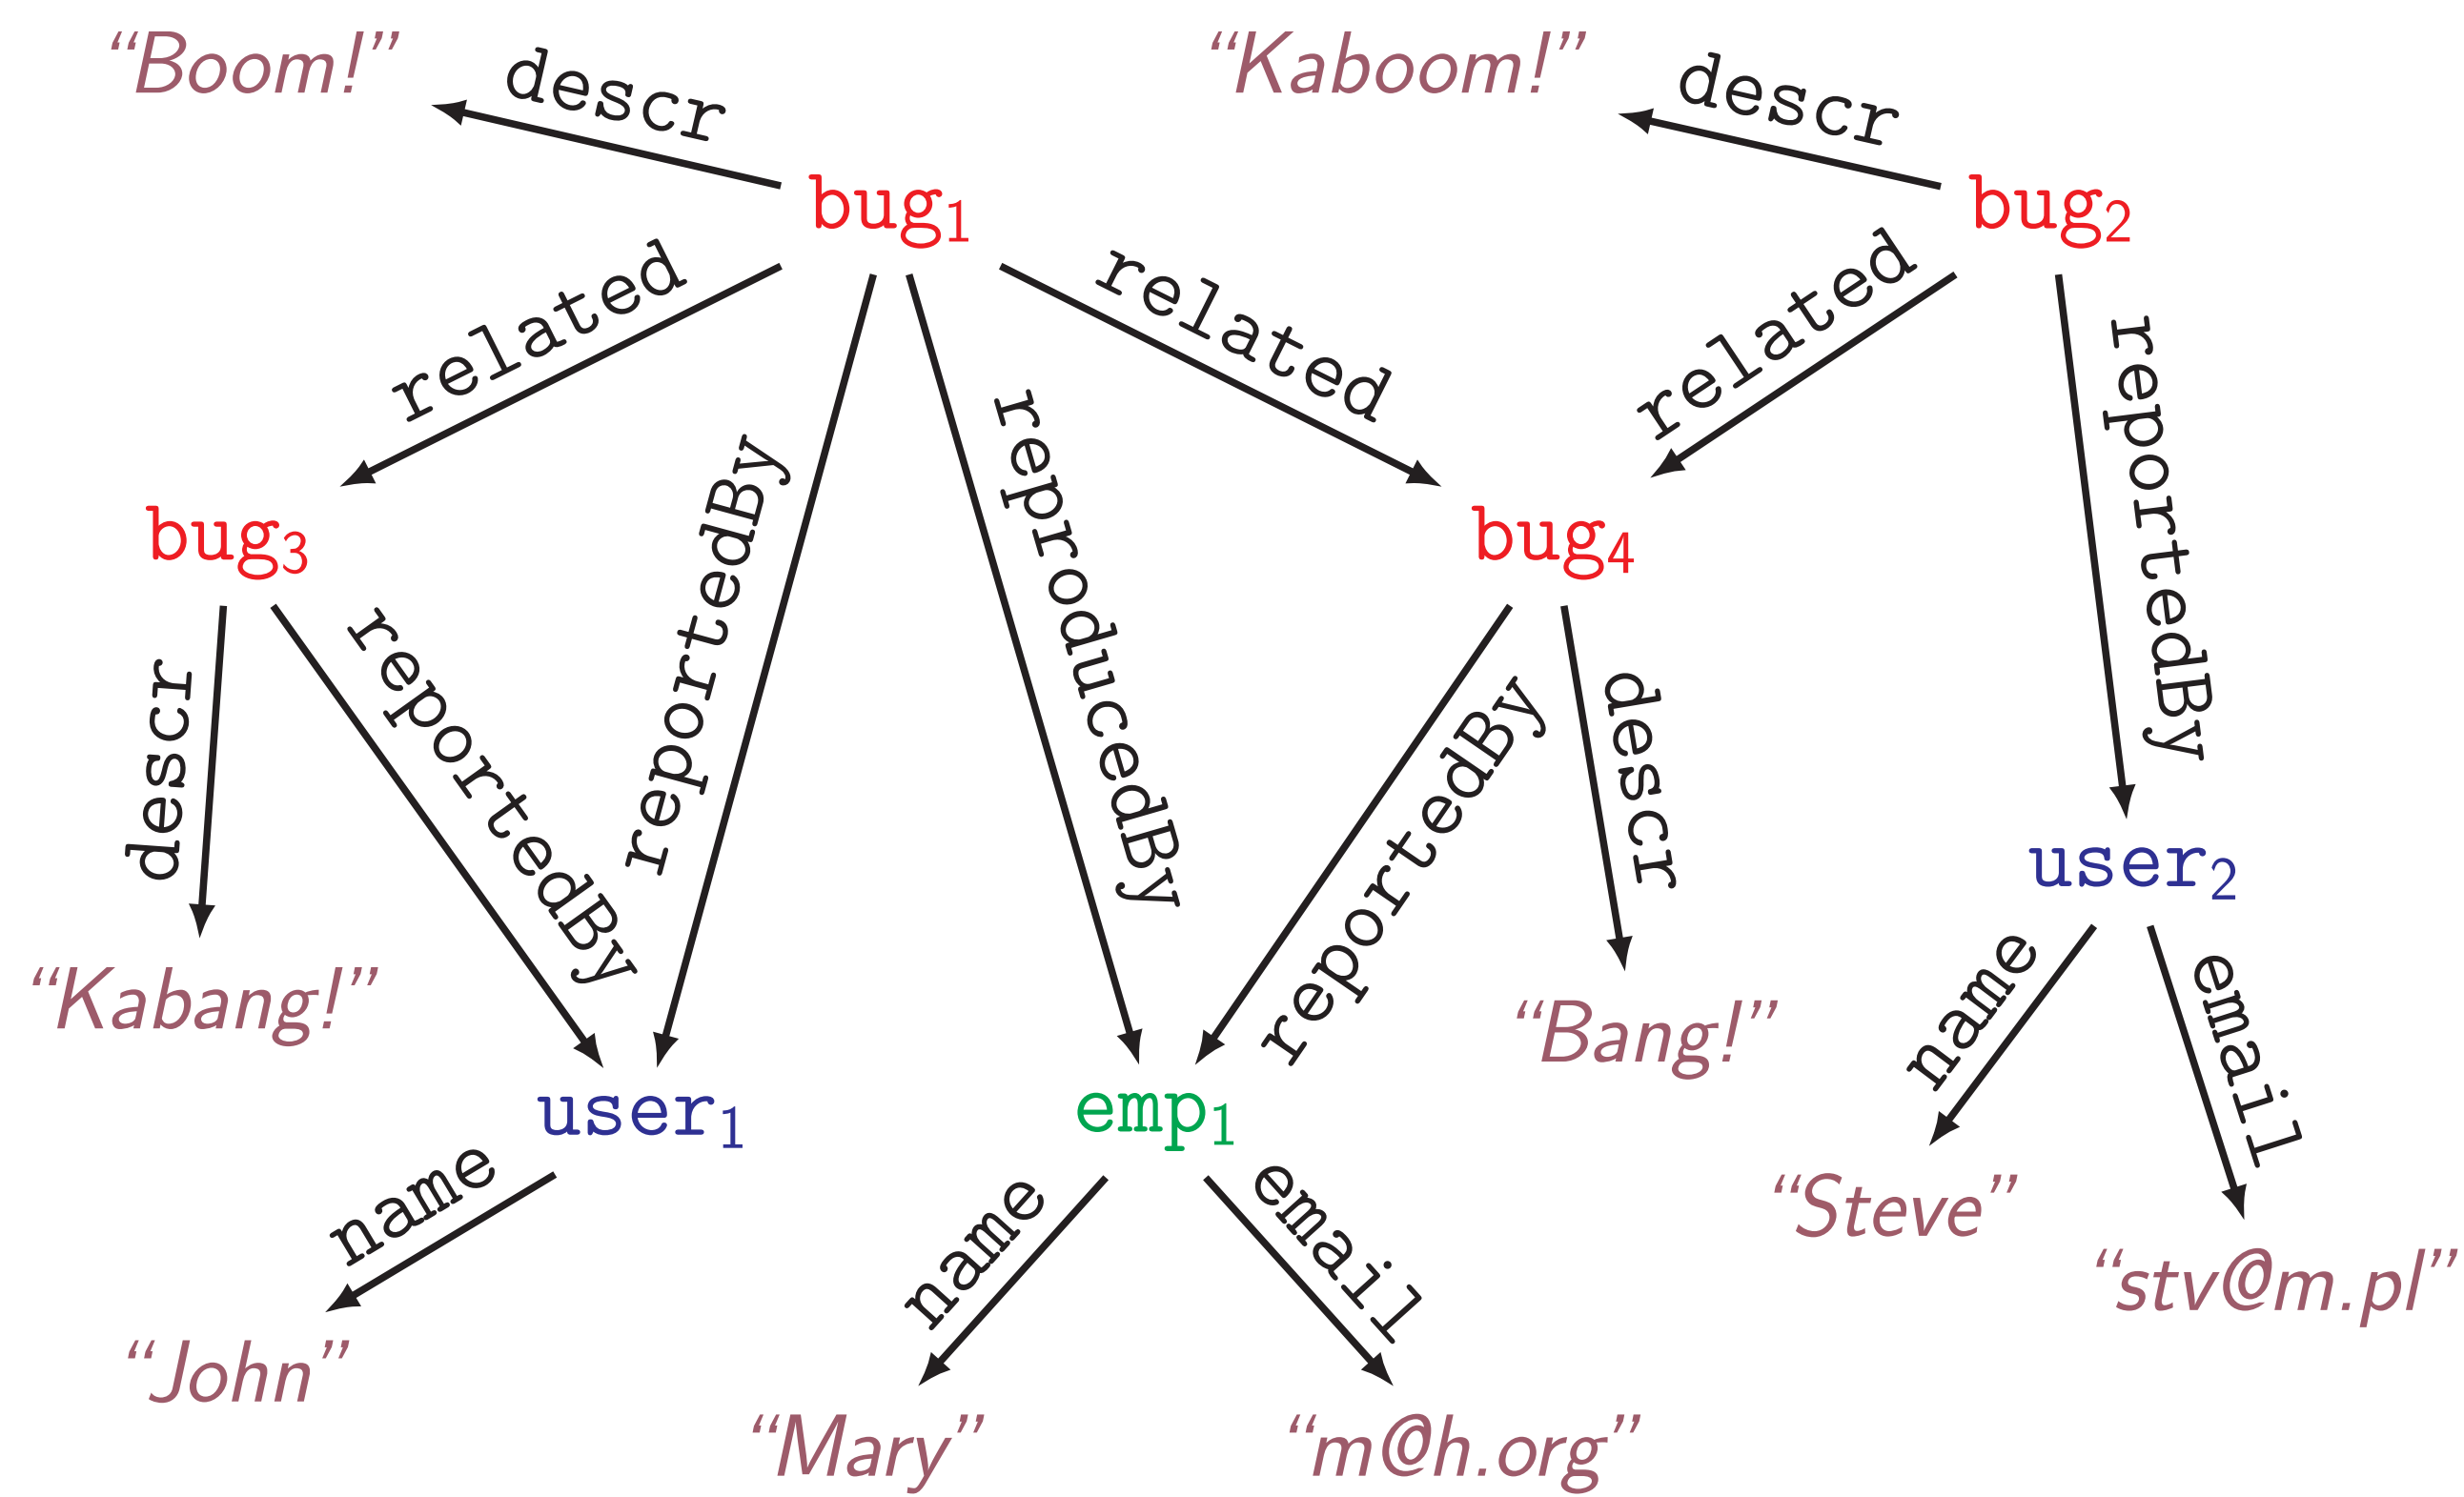 “Boom!”
descr
“Kaboom!”
descr
bug1
bug2
related
related
related
reportedBy
reportedBy
reproducedBy
bug3
bug4
descr
reportedBy
reportedBy
descr
user2
“Kabang!”
“Bang!”
name
email
user1
emp1
name
name
email
“Steve”
“stv@m.pl”
“John”
“Mary”
“m@h.org”